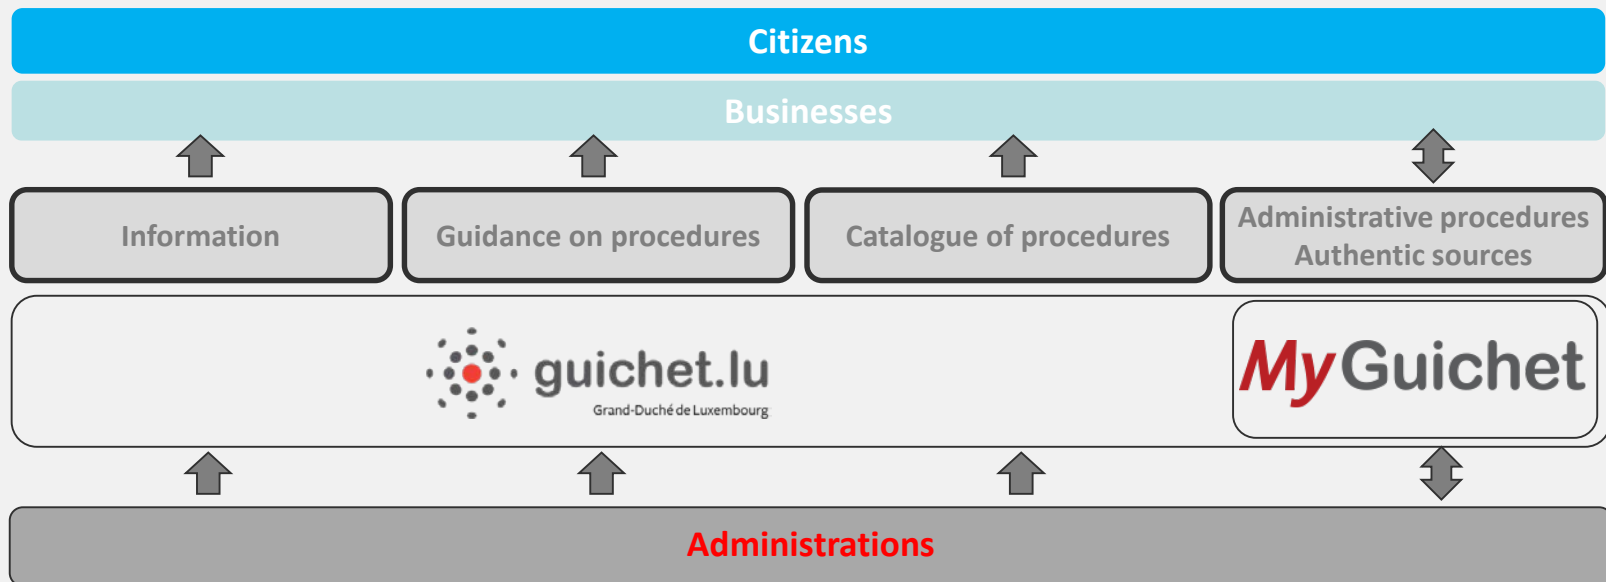 Citizens
Businesses
Information
Guidance on procedures
Catalogue of procedures
Administrative procedures
Authentic sources
guichet.lu
Grand-Duché de Luxembourg
MyGuichet
Administrations